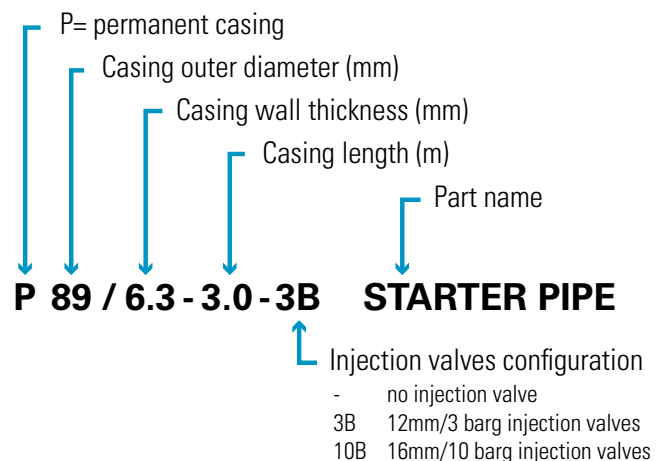 P= permanent casing
Casing outer diameter (mm)
Casing wall thickness (mm)
Casing length (m)
Part name
P 89 / 6.3 - 3.0 - 3B STARTER PIPE
Injection valves configuration
- no injection valve
3B 12mm/3 barg injection valves
10B 16mm/10 barg injection valves